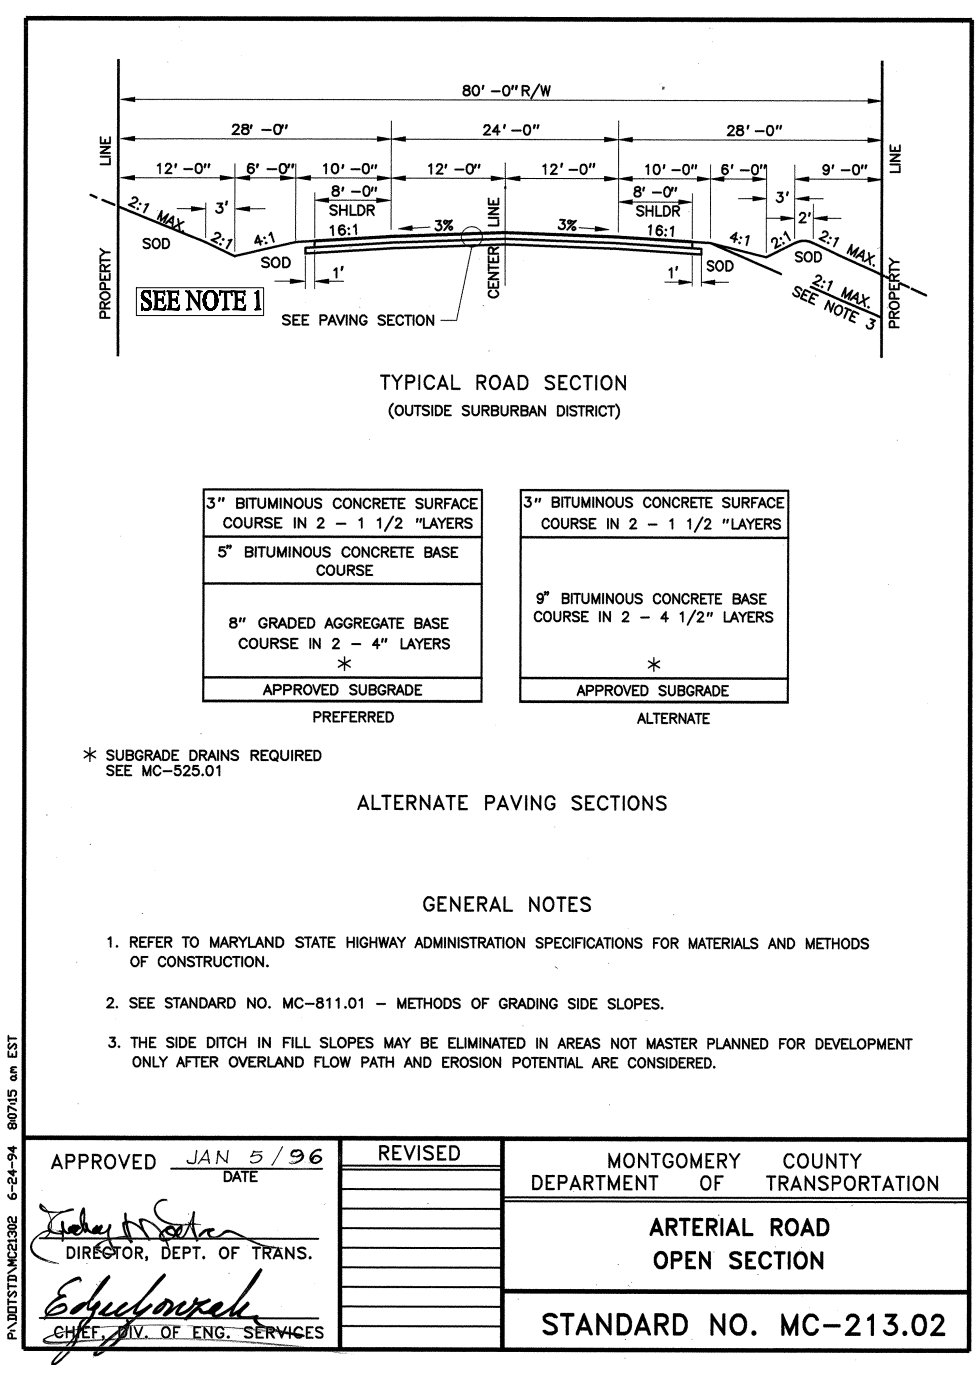 80' -0" R/W
28' -0" 24' -0" 28' -0"
12' -0" 6' -0" 10' -0" 12' -0" 12' -0" 10' -0" 6' -0" 9' -0"
LINE
LINE
3' 8' -0" SHLDR LINE 8' -0" SHLDR 3' 2'
2:1 MAX. 2:1 4:1 16:1 3% 3% 16:1 4:1 2:1 2:1 MAX.
SOD SOD SOD SOD
PROPERTY 1' CENTER 1' PROPERTY
2:1 MAX.
SEE NOTE 3
SEE NOTE 1
SEE PAVING SECTION
TYPICAL ROAD SECTION
(OUTSIDE SURBURBAN DISTRICT)
3" BITUMINOUS CONCRETE SURFACE
COURSE IN 2 - 1 1/2 "LAYERS
5" BITUMINOUS CONCRETE BASE
COURSE
8" GRADED AGGREGATE BASE
COURSE IN 2 - 4" LAYERS
*
APPROVED SUBGRADE
PREFERRED
3" BITUMINOUS CONCRETE SURFACE
COURSE IN 2 - 1 1/2 "LAYERS
9" BITUMINOUS CONCRETE BASE
COURSE IN 2 - 4 1/2" LAYERS
*
APPROVED SUBGRADE
ALTERNATE
* SUBGRADE DRAINS REQUIRED
SEE MC-525.01
ALTERNATE PAVING SECTIONS
GENERAL NOTES
1. REFER TO MARYLAND STATE HIGHWAY ADMINISTRATION SPECIFICATIONS FOR MATERIALS AND METHODS
OF CONSTRUCTION.
2. SEE STANDARD NO. MC-811.01 - METHODS OF GRADING SIDE SLOPES.
3. THE SIDE DITCH IN FILL SLOPES MAY BE ELIMINATED IN AREAS NOT MASTER PLANNED FOR DEVELOPMENT
ONLY AFTER OVERLAND FLOW PATH AND EROSION POTENTIAL ARE CONSIDERED.
P:\DDTSTD\MC21302 6-24-94 8:07:15 am EST
APPROVED JAN 5/96
DATE
DIRECTOR, DEPT. OF TRANS.
CHIEF, DIV. OF ENG. SERVICES
REVISED
MONTGOMERY COUNTY
DEPARTMENT OF TRANSPORTATION
ARTERIAL ROAD
OPEN SECTION
STANDARD NO. MC-213.02